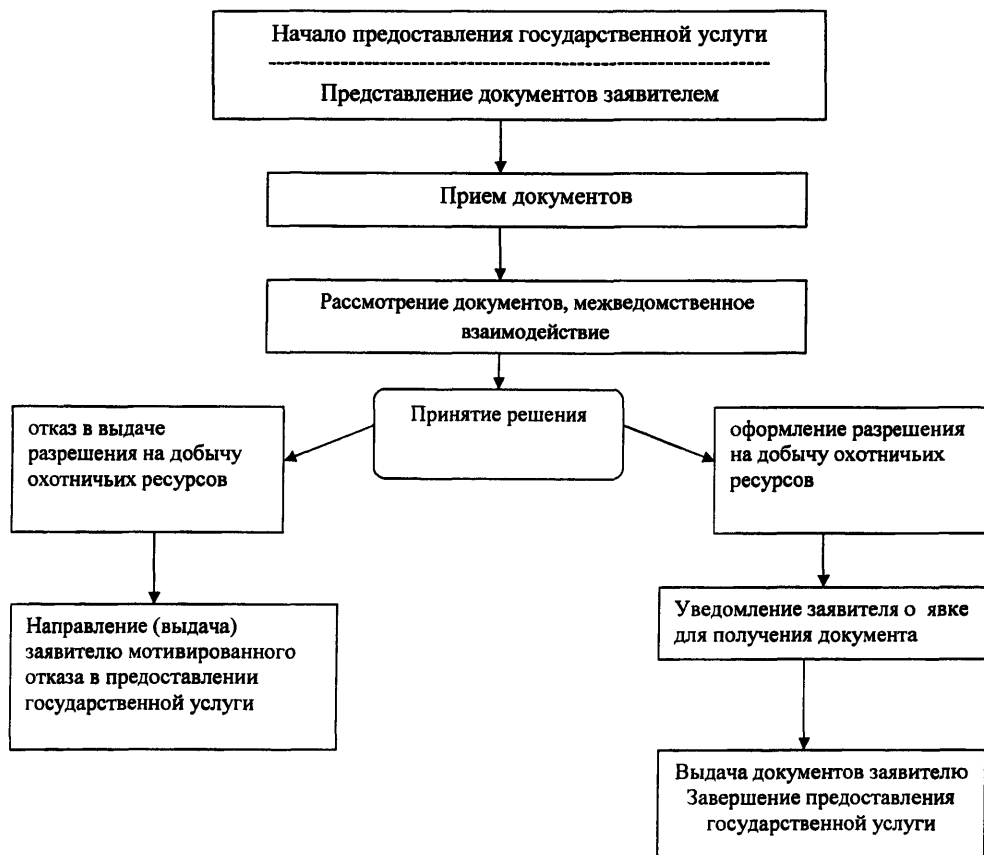 Начало предоставления государственной услуги
Представление документов заявителем
Прием документов
Рассмотрение документов, межведомственное
взаимодействие
Принятие решения
отказ в выдаче
разрешения на добычу
охотничьих ресурсов
оформление разрешения
на добычу охотничьих
ресурсов
Направление (выдача)
заявителю мотивированного
отказа в предоставлении
государственной услуги
Уведомление заявителя о явке
для получения документа
Выдача документов заявителю
Завершение предоставления
государственной услуги